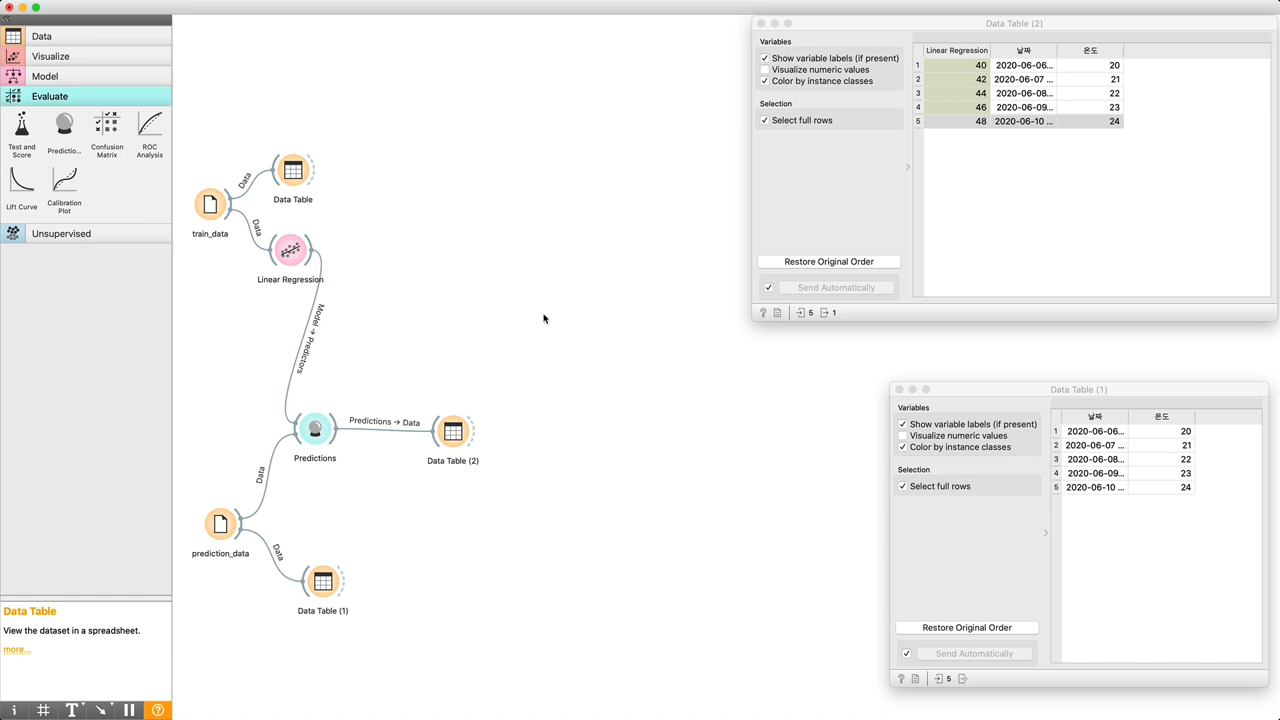 Data
Visualize
Model
Evaluate
Test and Score
Predictio...
Confusion Matrix
ROC Analysis
Lift Curve
Calibration Plot
Unsupervised
Data Table
View the dataset in a spreadsheet.
more...
Data
Data Table
train_data
Data
Linear Regression
Model → Predictors
Predictions
Predictions → Data
Data Table (2)
Data
prediction_data
Data
Data Table (1)
Data Table (2)
Variables
Show variable labels (if present)
Visualize numeric values
Color by instance classes
Selection
Select full rows
Restore Original Order
Send Automatically
5 1
Linear Regression 날짜 온도
1 40 2020-06-06... 20
2 42 2020-06-07 ... 21
3 44 2020-06-08... 22
4 46 2020-06-09... 23
5 48 2020-06-10 ... 24
Data Table (1)
Variables
Show variable labels (if present)
Visualize numeric values
Color by instance classes
Selection
Select full rows
Restore Original Order
Send Automatically
5
날짜 온도
1 2020-06-06... 20
2 2020-06-07 ... 21
3 2020-06-08... 22
4 2020-06-09... 23
5 2020-06-10 ... 24